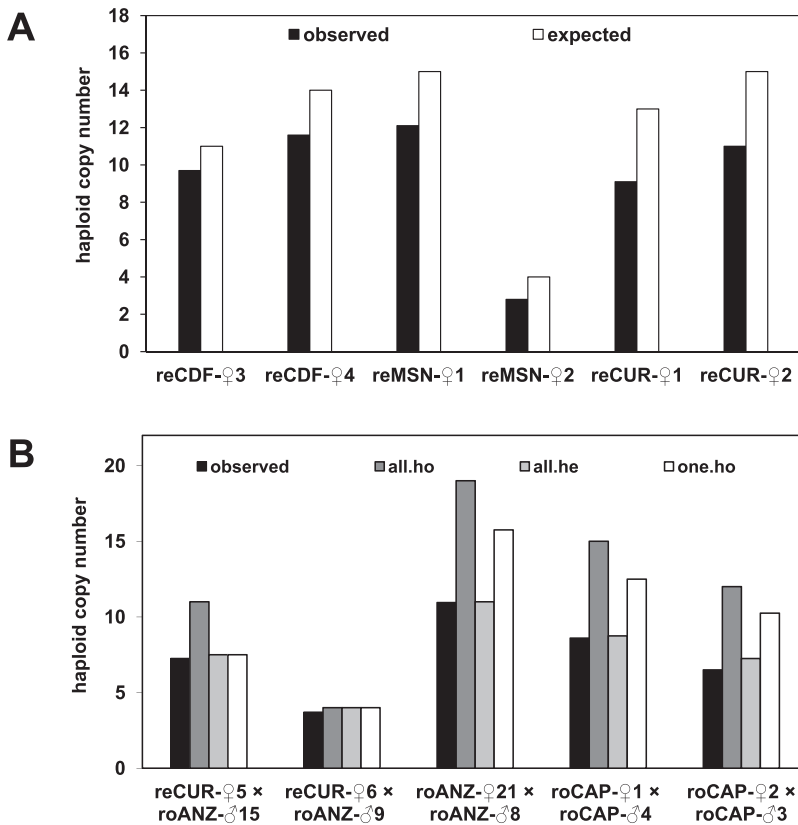 A
18
16
14
12
10
8
6
4
2
0
haploid copy number
observed expected
reCDF-♀3 reCDF-♀4 reMSN-♀1 reMSN-♀2 reCUR-♀1 reCUR-♀2
B
20
15
10
5
0
haploid copy number
observed all.ho all.he one.ho
reCUR-♀5 × reCUR-♀6 × roANZ-♀21 × roCAP-♀1 × roCAP-♀2 ×
roANZ-♂15 roANZ-♂9 roANZ-♂8 roCAP-♂4 roCAP-♂3